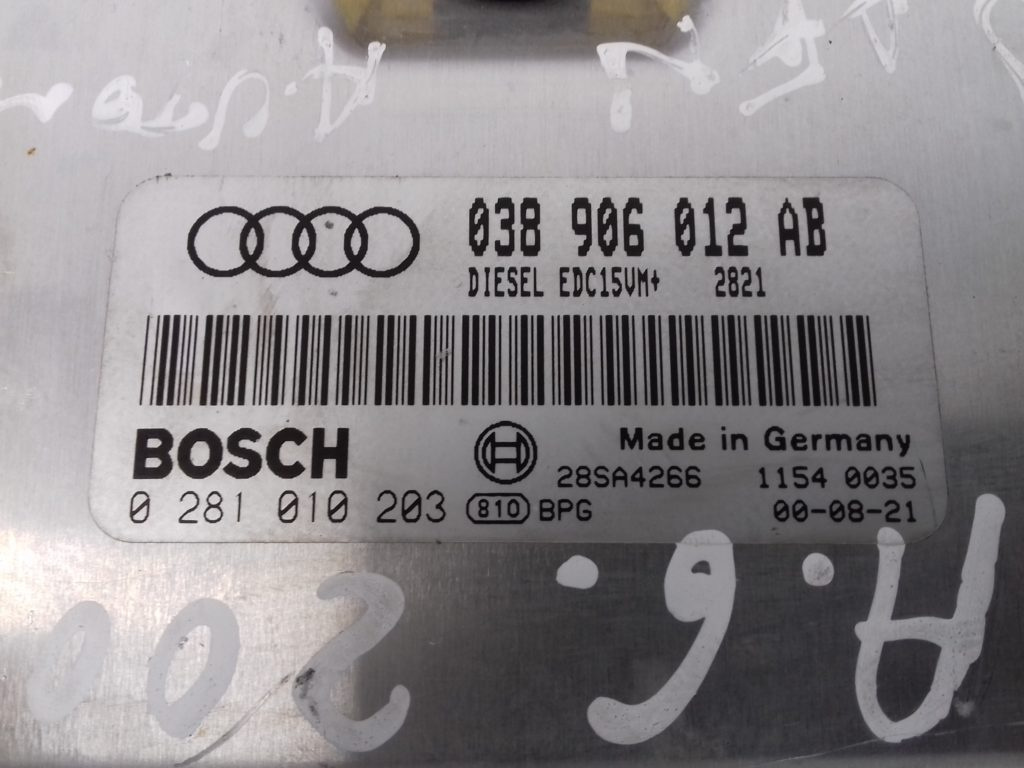 038 906 012 AB
DIESEL EDC15VM+ 2821
BOSCH
Made in Germany
28SA4266 1154 0035
0 281 010 203 810 BPG 00-08-21
A.6. 200